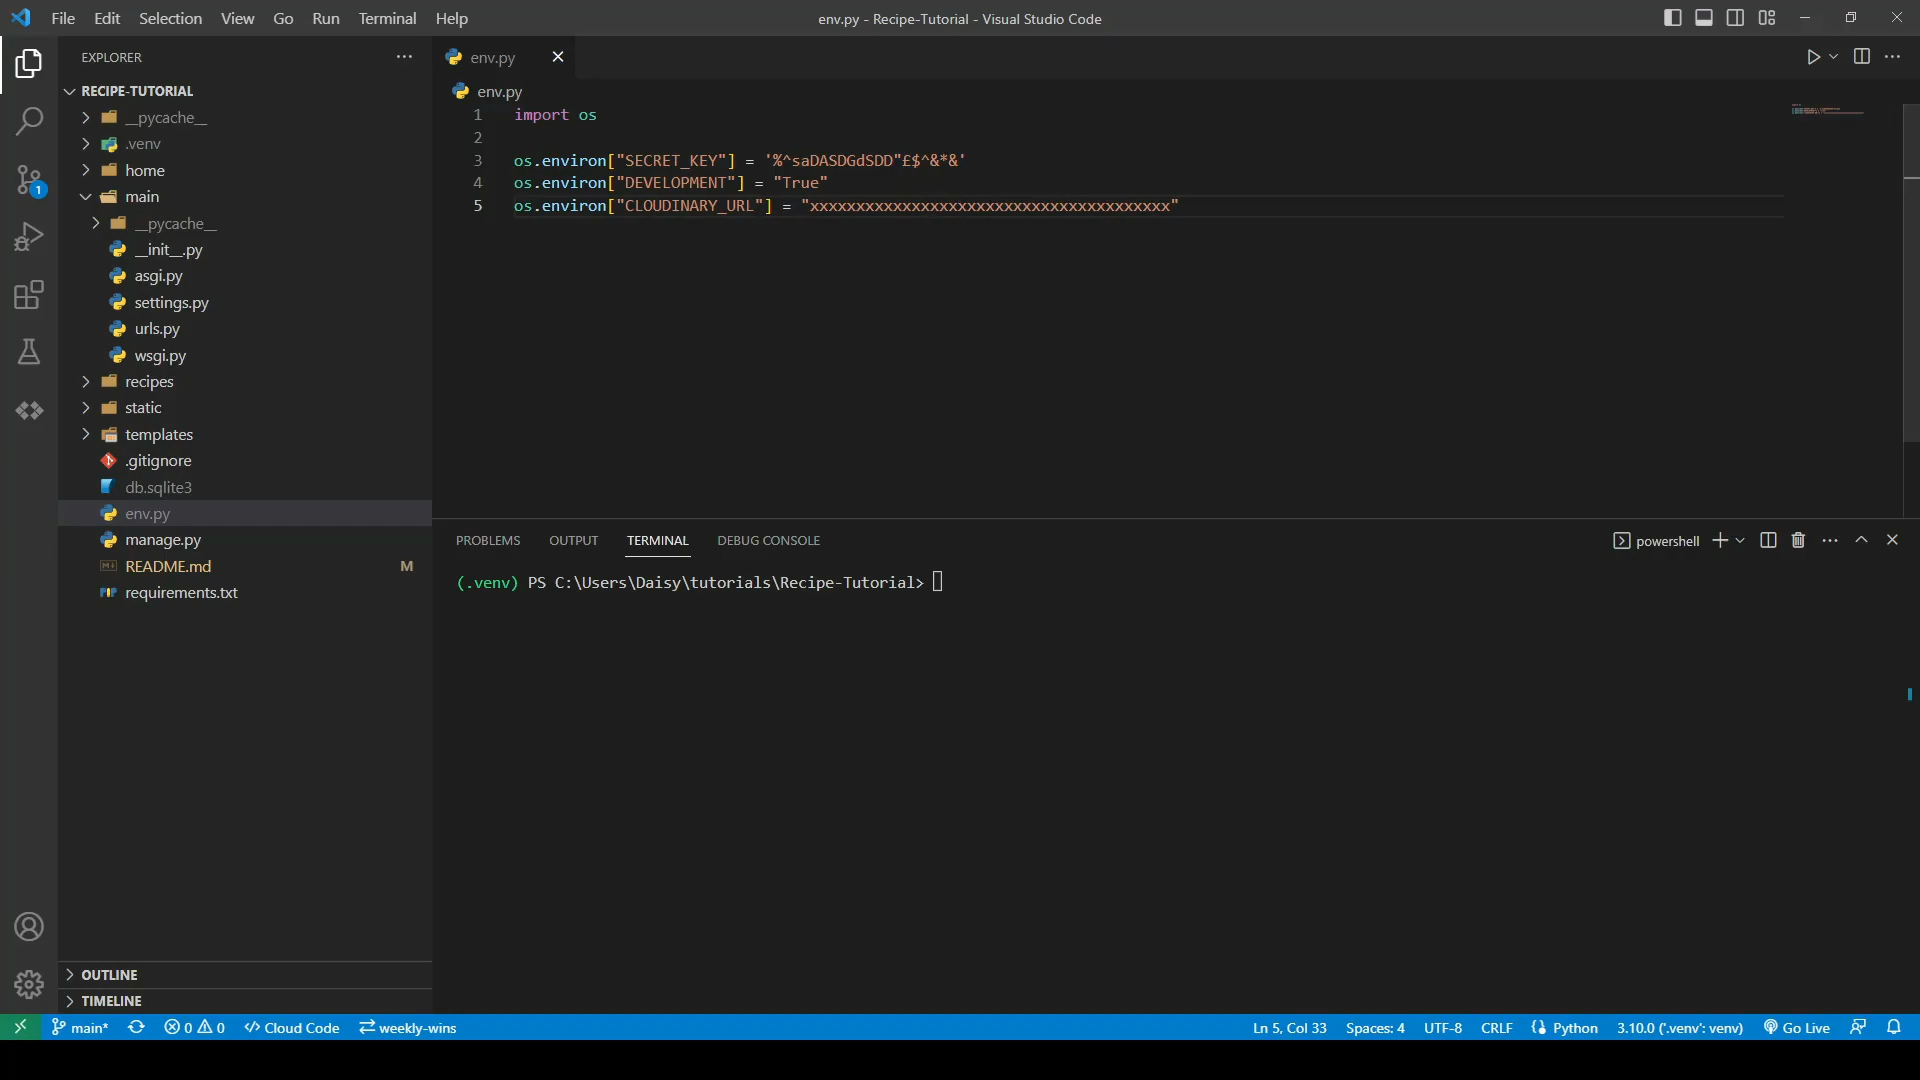 File Edit Selection View Go Run Terminal Help
env.py - Recipe-Tutorial - Visual Studio Code
EXPLORER
RECIPE-TUTORIAL
__pycache__
.venv
home
main
__pycache__
__init__.py
asgi.py
settings.py
urls.py
wsgi.py
recipes
static
templates
.gitignore
db.sqlite3
env.py
manage.py
README.md M
requirements.txt
OUTLINE
TIMELINE
env.py
env.py
1 import os
2
3 os.environ["SECRET_KEY"] = '%^saDASDGdSDD"£$^&*&'
4 os.environ["DEVELOPMENT"] = "True"
5 os.environ["CLOUDINARY_URL"] = "xxxxxxxxxxxxxxxxxxxxxxxxxxxxxxxxxxxxxxx"
PROBLEMS OUTPUT TERMINAL DEBUG CONSOLE
powershell
(.venv) PS C:\Users\Daisy\tutorials\Recipe-Tutorial>
1
main* 0 0 Cloud Code weekly-wins
Ln 5, Col 33 Spaces: 4 UTF-8 CRLF Python 3.10.0 ('.venv': venv) Go Live